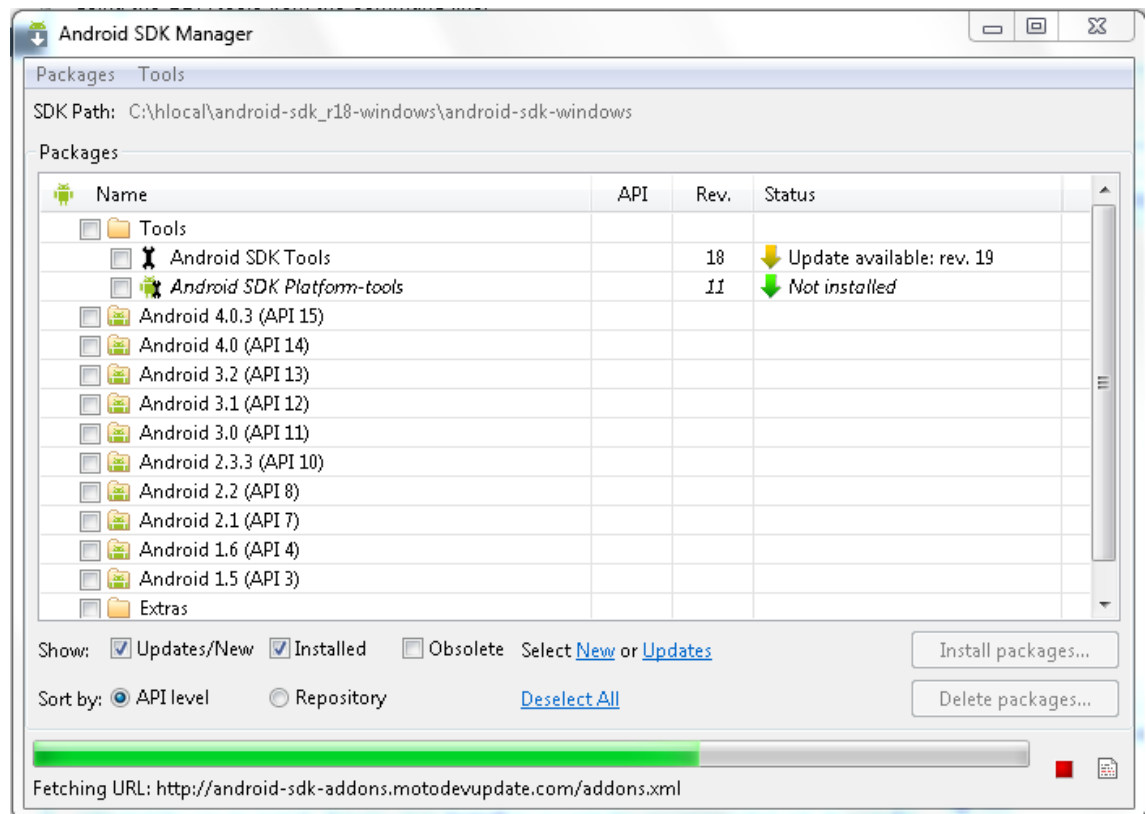 Android SDK Manager
Packages Tools
SDK Path: C:\hlocal\android-sdk_r18-windows\android-sdk-windows
Packages
Name API Rev. Status
Tools
Android SDK Tools 18 Update available: rev. 19
Android SDK Platform-tools 11 Not installed
Android 4.0.3 (API 15)
Android 4.0 (API 14)
Android 3.2 (API 13)
Android 3.1 (API 12)
Android 3.0 (API 11)
Android 2.3.3 (API 10)
Android 2.2 (API 8)
Android 2.1 (API 7)
Android 1.6 (API 4)
Android 1.5 (API 3)
Extras
Show: Updates/New Installed Obsolete Select New or Updates Install packages...
Sort by: API level Repository Deselect All Delete packages...
Fetching URL: http://android-sdk-addons.motodevupdate.com/addons.xml